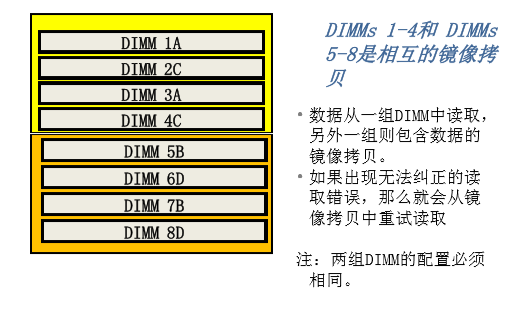 DIMM 1A
DIMM 2C
DIMM 3A
DIMM 4C
DIMM 5B
DIMM 6D
DIMM 7B
DIMM 8D
DIMMs 1-4和 DIMMs
5-8是相互的镜像拷
贝
•数据从一组DIMM中读取，
另外一组则包含数据的
镜像拷贝。
•如果出现无法纠正的读
取错误，那么就会从镜
像拷贝中重试读取
注：两组DIMM的配置必须
相同。